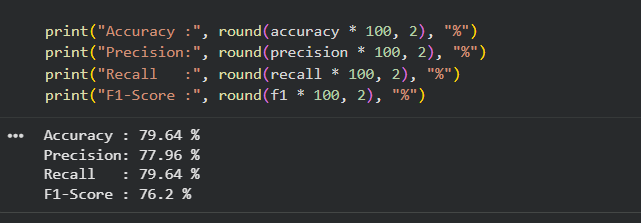 print("Accuracy :", round(accuracy * 100, 2), "%")
print("Precision:", round(precision * 100, 2), "%")
print("Recall   :", round(recall * 100, 2), "%")
print("F1-Score :", round(f1 * 100, 2), "%")
Accuracy : 79.64 %
Precision: 77.96 %
Recall   : 79.64 %
F1-Score : 76.2 %